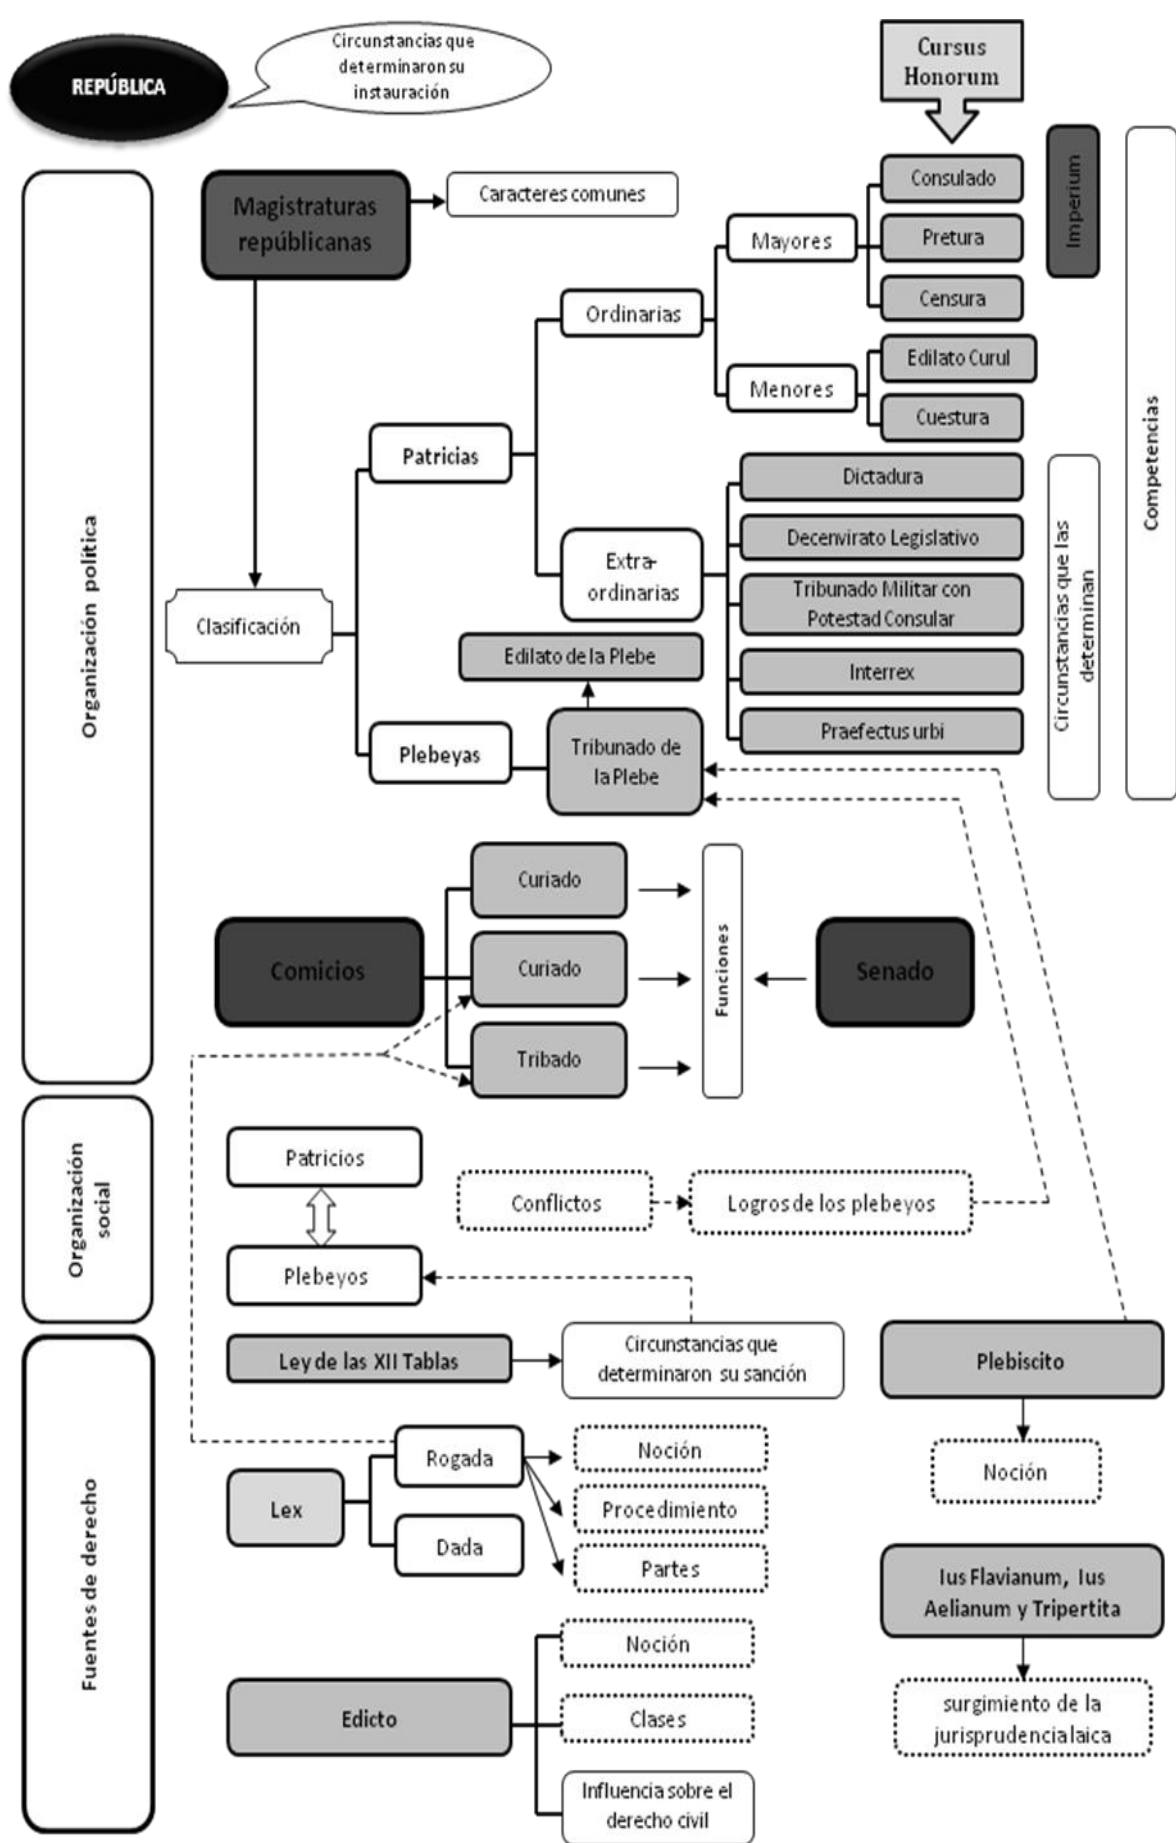 REPÚBLICA
Circunstancias que
determinaron su
instauración
Cursus
Honorum
Organización política
Magistraturas
repúblicanas
Caracteres comunes
Clasificación
Patricias
Plebeyas
Ordinarias
Extra-
ordinarias
Mayores
Menores
Consulado
Pretura
Censura
Edilato Curul
Cuestura
Imperium
Competencias
Dictadura
Decenvirato Legislativo
Tribunado Militar con
Potestad Consular
Interrex
Praefectus urbi
Circunstancias que las
determinan
Edilato de la Plebe
Tribunado de
la Plebe
Comicios
Curiado
Curiado
Tribado
Funciones
Senado
Organización
social
Patricios
Plebeyos
Conflictos
Logros de los plebeyos
Fuentes de derecho
Ley de las XII Tablas
Circunstancias que
determinaron su sanción
Plebiscito
Noción
Lex
Rogada
Dada
Noción
Procedimiento
Partes
Ius Flavianum, Ius
Aelianum y Tripertita
surgimiento de la
jurisprudencia laica
Edicto
Noción
Clases
Influencia sobre el
derecho civil